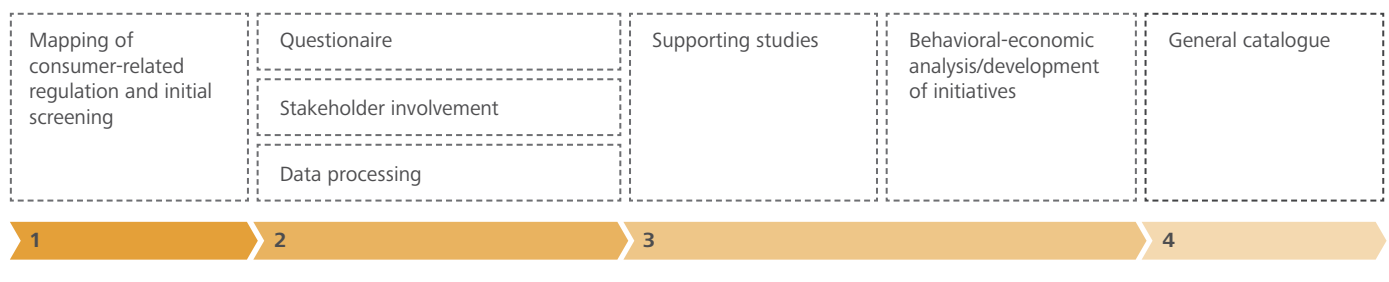 Mapping of
consumer-related
regulation and initial
screening
Questionaire
Stakeholder involvement
Data processing
Supporting studies
Behavioral-economic
analysis/development
of initiatives
General catalogue
1
2
3
4